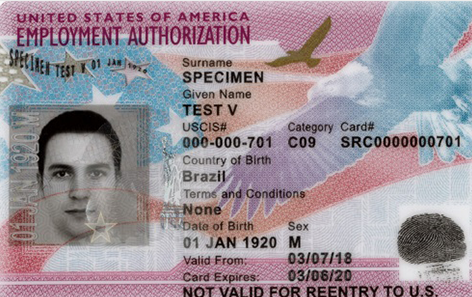 UNITED STATES OF AMERICA
EMPLOYMENT AUTHORIZATION
SPECIMEN TEST V 01 JAN 1920
Surname
SPECIMEN
Given Name
TEST V
USCIS# Category Card#
000-000-701 C09 SRC0000000701
Country of Birth
Brazil
Terms and Conditions
None
Date of Birth Sex
01 JAN 1920 M
Valid From: 03/07/18
Card Expires: 03/06/20
NOT VALID FOR REENTRY TO U.S.
01 JAN 1920 M